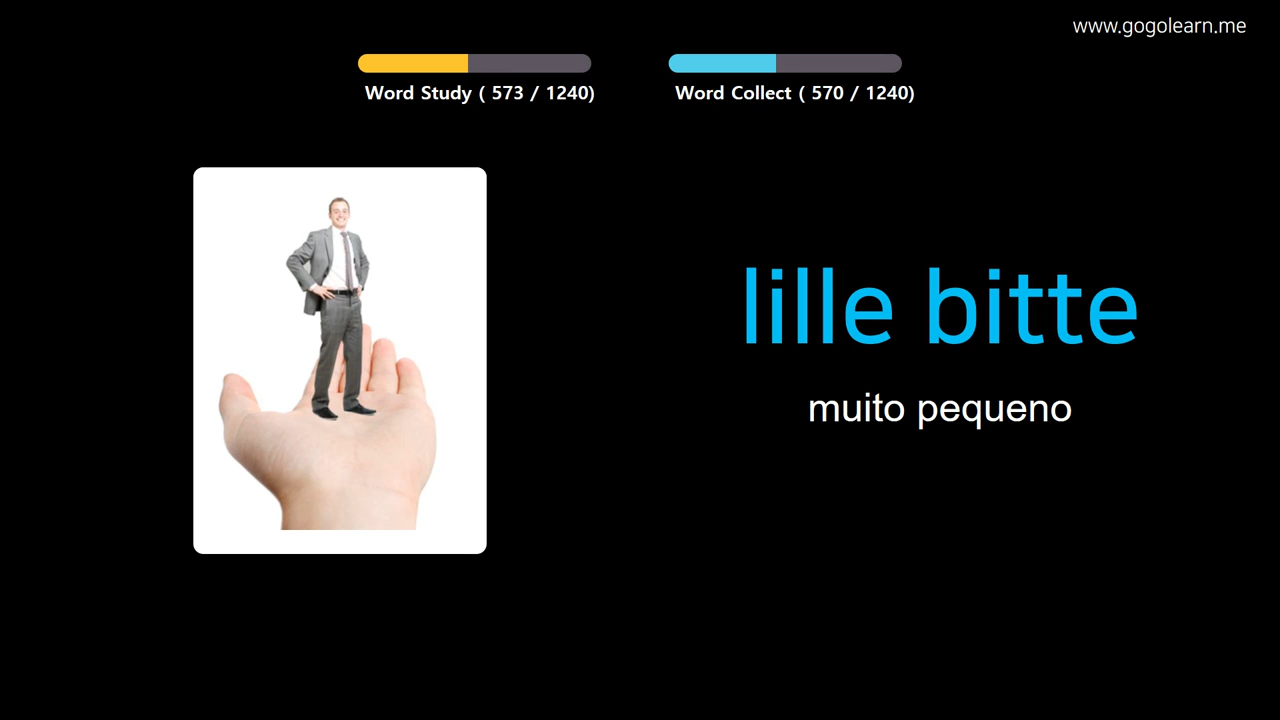 www.gogolearn.me
Word Study ( 573 / 1240)
Word Collect ( 570 / 1240)
lille bitte
muito pequeno